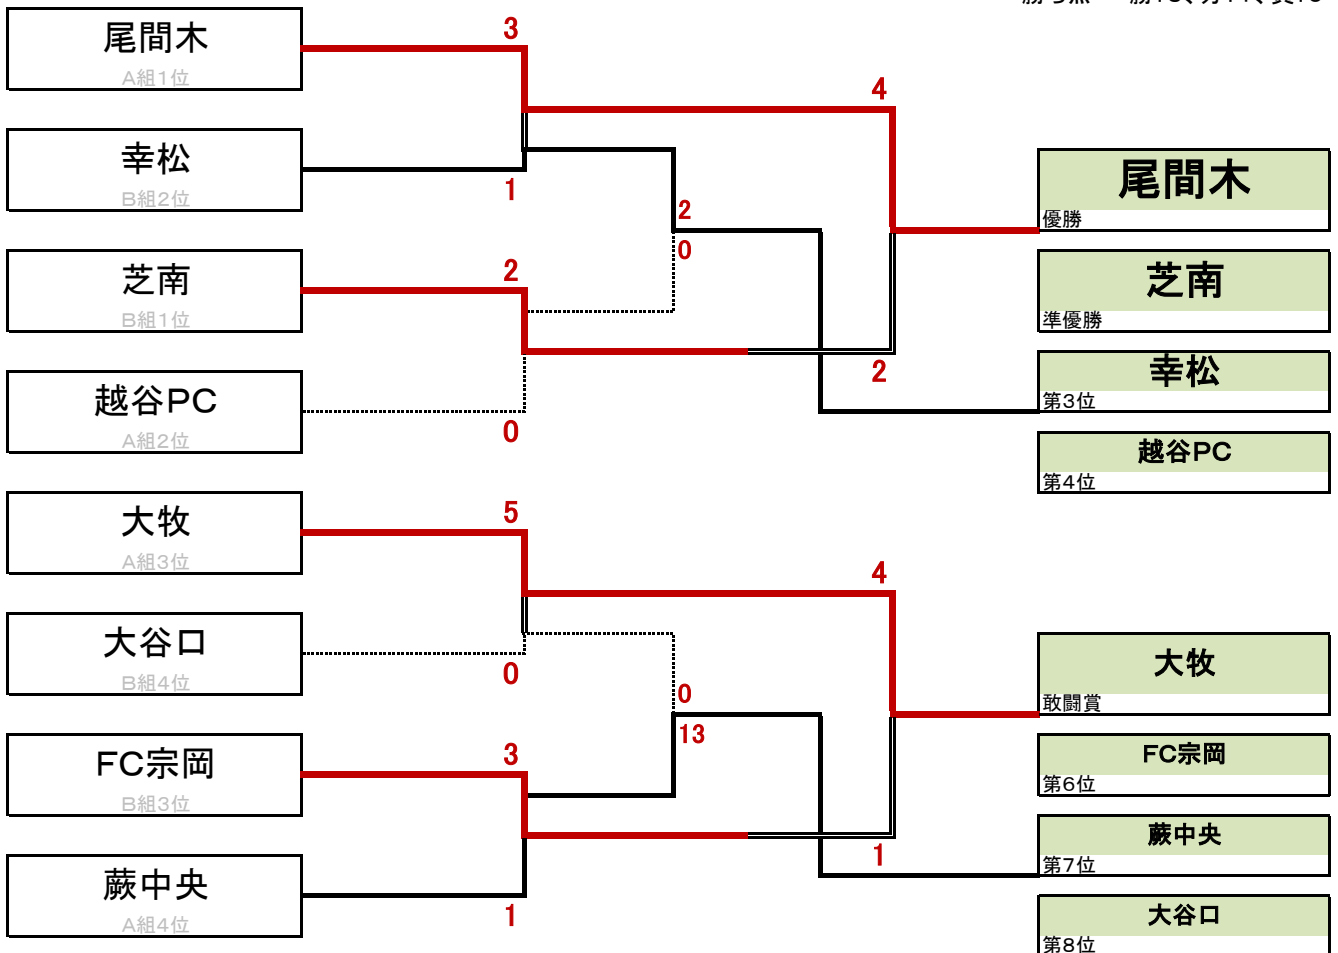 尾間木
A組1位
幸松
B組2位
芝南
B組1位
越谷PC
A組2位
大牧
A組3位
大谷口
B組4位
FC宗岡
B組3位
蕨中央
A組4位
3
1
2
0
5
0
3
1
2
0
0
13
4
2
4
1
尾間木
優勝
芝南
準優勝
幸松
第3位
越谷PC
第4位
大牧
敢闘賞
FC宗岡
第6位
蕨中央
第7位
大谷口
第8位